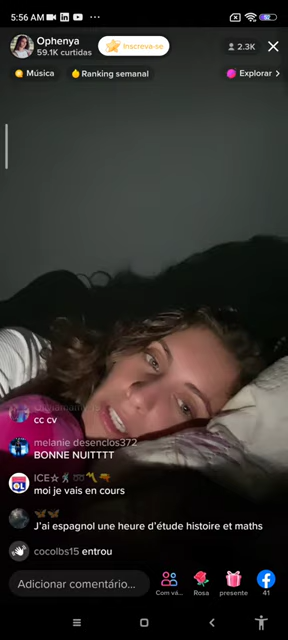 5:56 AM
92
Ophenya
59.1K curtidas
Inscreva-se
2.3K
Música
Ranking semanal
Explorar
cc cv
melanie desenclos372
BONNE NUITTTT
ICE
moi je vais en cours
J'ai espagnol une heure d'étude histoire et maths
cocolbs15 entrou
Adicionar comentário...
Com vá...
Rosa
presente
41